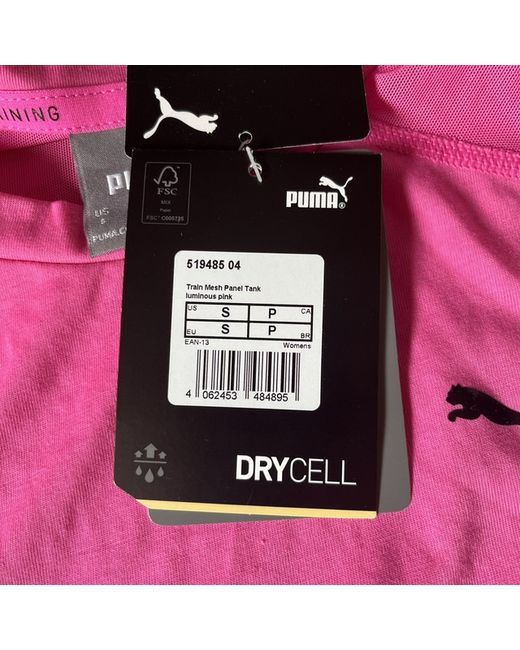 INING
PU
US
S
PUMA.C
FSC
MIX
Paper
FSC® C005735
PUMA®
519485 04
Train Mesh Panel Tank
luminous pink
US S P CA
EU S P BR
EAN-13 Womens
4 062453 484895
DRYCELL